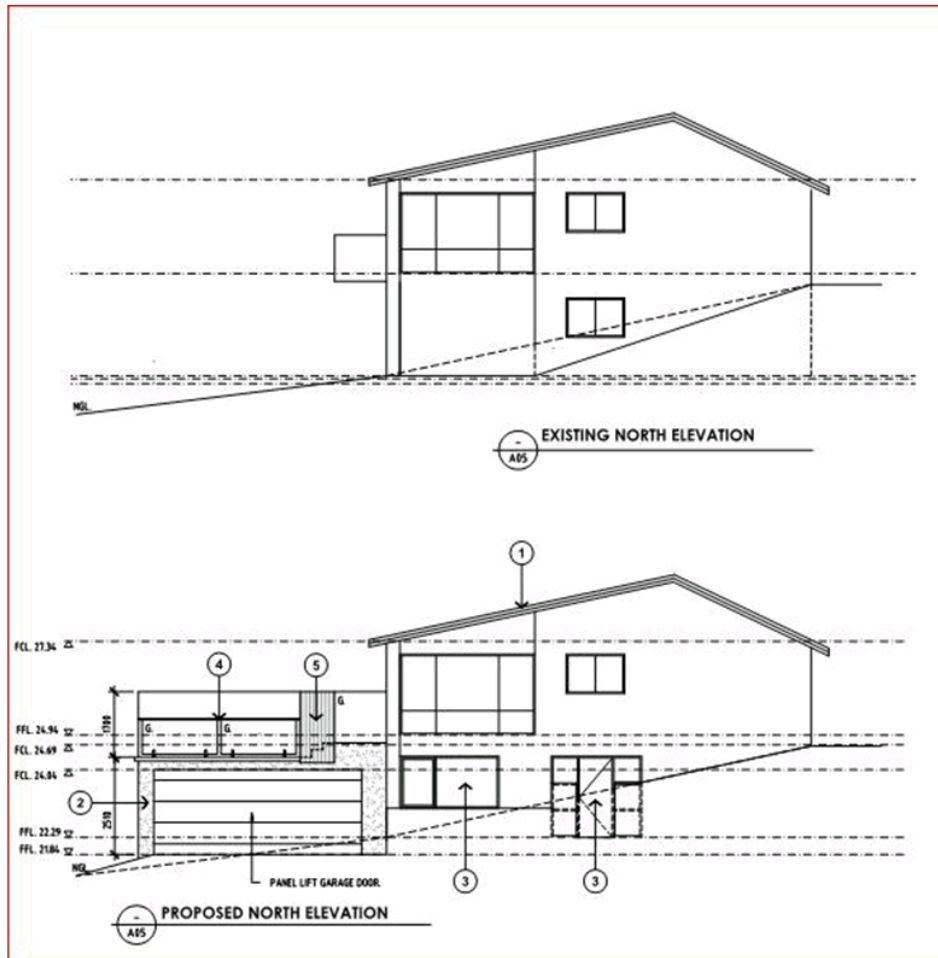 NGL.
-
A05
EXISTING NORTH ELEVATION
1
FCL. 27.34
4
5
G.
1700
G.
G.
FFL. 24.94
FCL. 24.69
FCL. 24.04
2
2510
FFL. 22.29
FFL. 21.84
NGL
PANEL LIFT GARAGE DOOR.
3
3
-
A05
PROPOSED NORTH ELEVATION